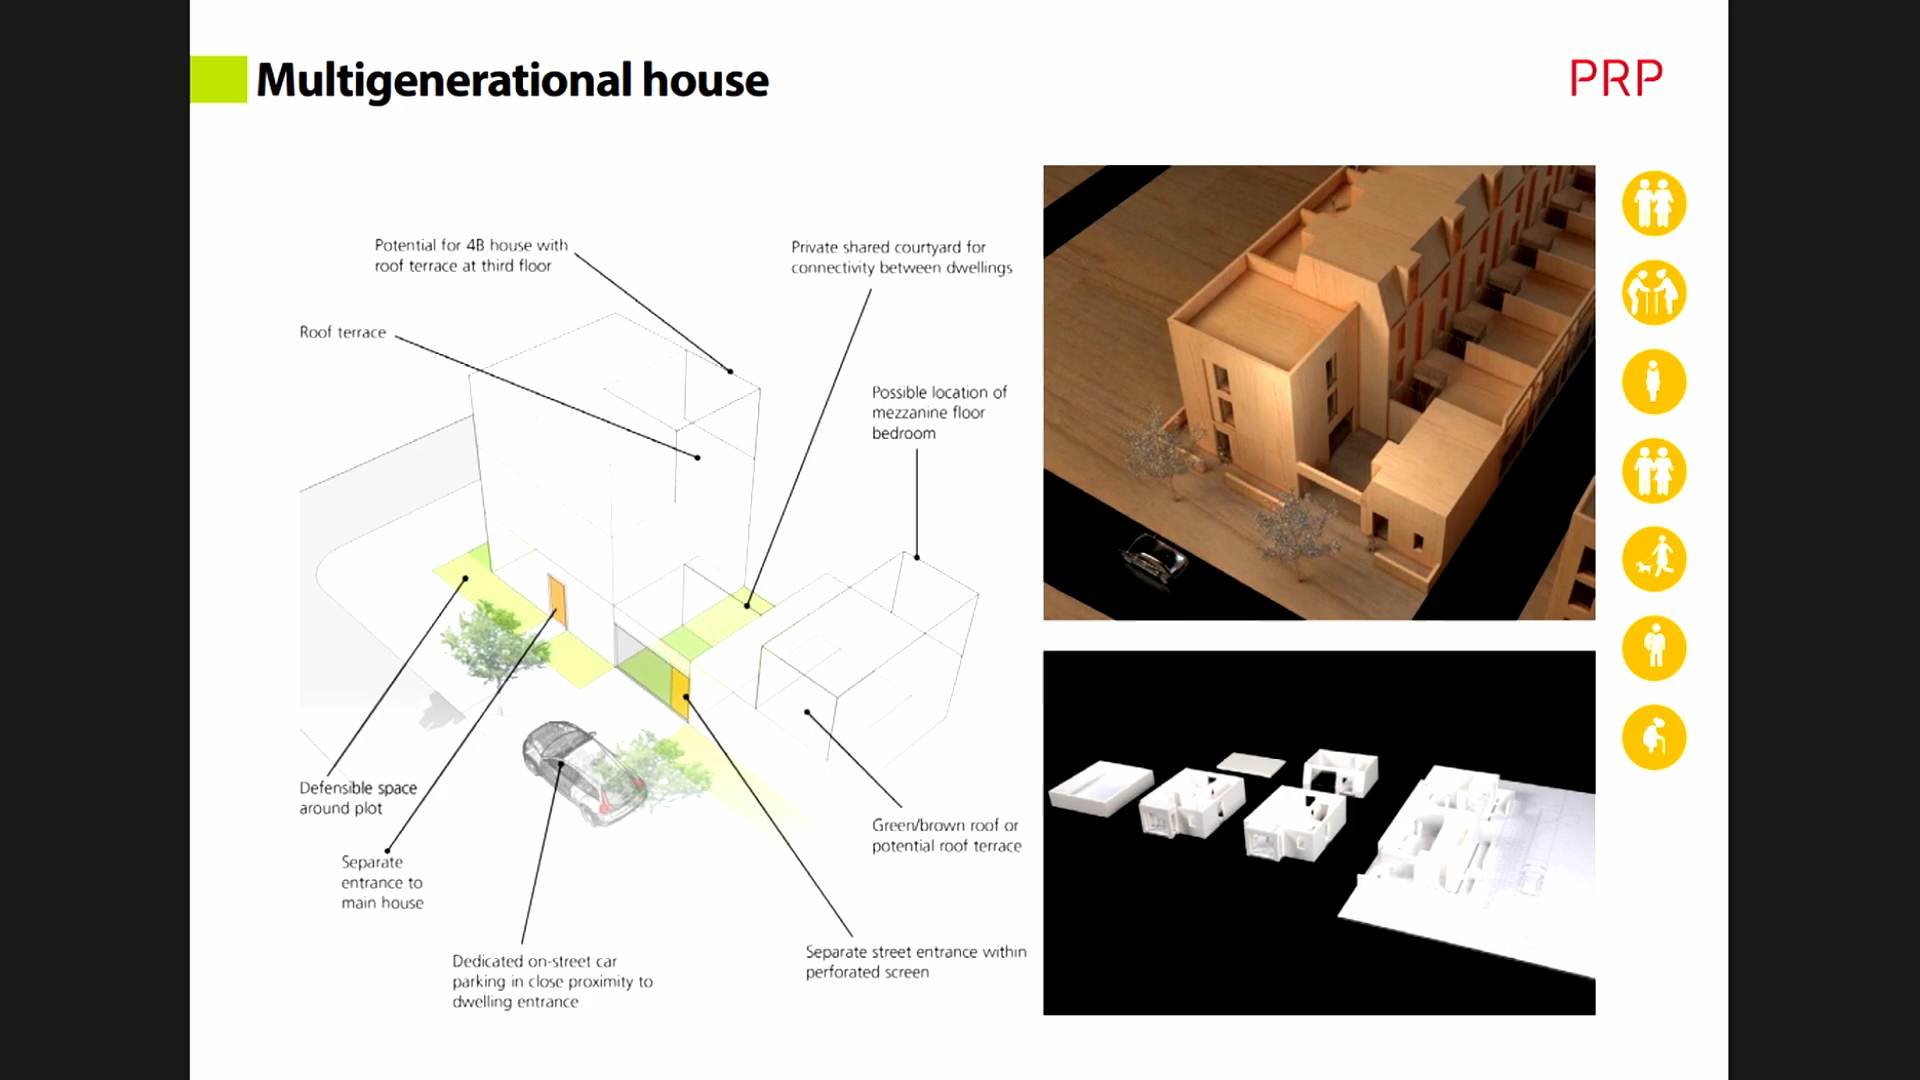 Multigenerational house
PRP
Potential for 4B house with
roof terrace at third floor
Private shared courtyard for
connectivity between dwellings
Roof terrace
Possible location of
mezzanine floor
bedroom
Defensible space
around plot
Separate
entrance to
main house
Green/brown roof or
potential roof terrace
Dedicated on-street car
parking in close proximity to
dwelling entrance
Separate street entrance within
perforated screen